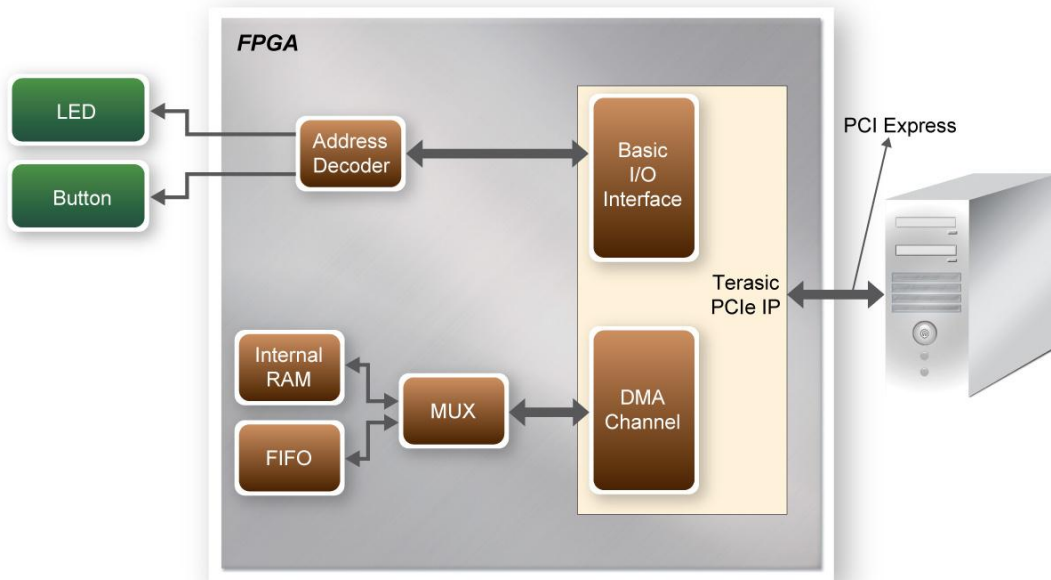 FPGA
LED
Button
Address
Decoder
Basic
I/O
Interface
PCI Express
Terasic
PCIe IP
Internal
RAM
FIFO
MUX
DMA
Channel